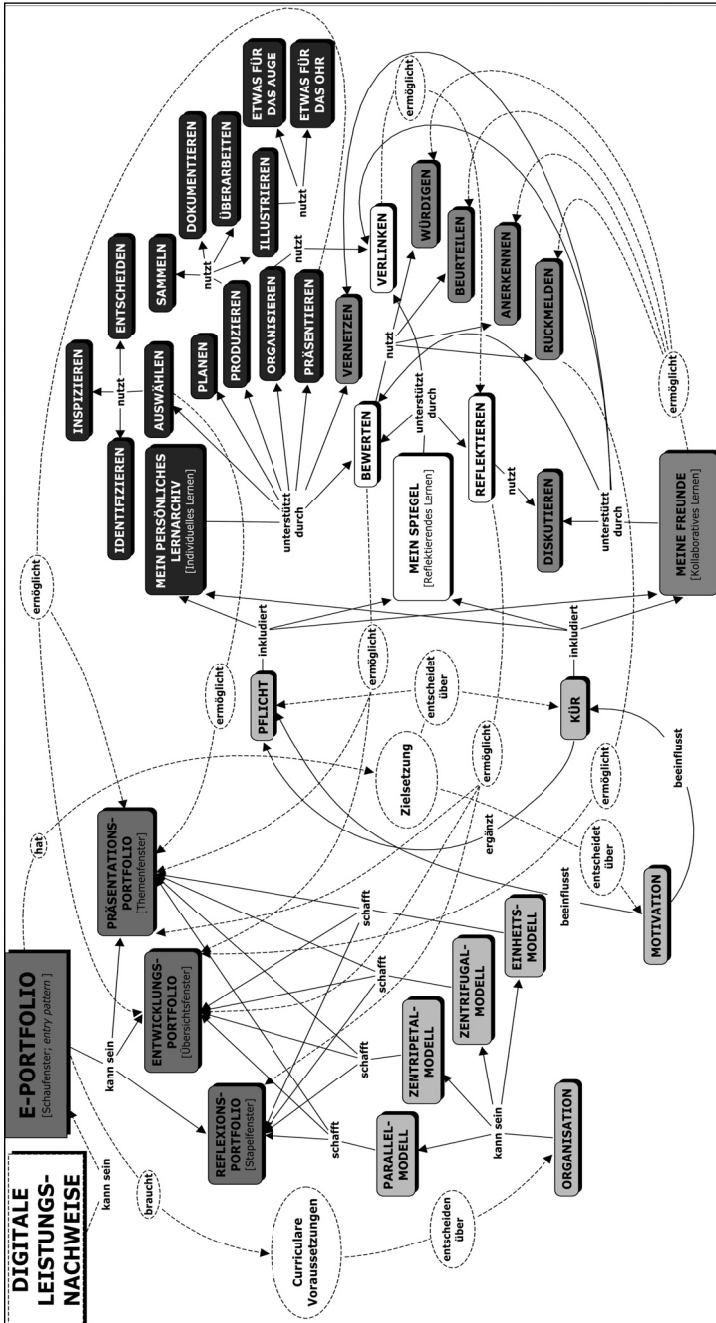 DIGITALE
LEISTUNGS-
NACHWEISE
kann sein
E-PORTFOLIO
[Schaufenster; entry pattern ]
hat
braucht
kann sein
PRÄSENTATIONS-
PORTFOLIO
[Themenfenster]
ENTWICKLUNGS-
PORTFOLIO
[Übersichtsfenster]
REFLEXIONS-
PORTFOLIO
[Stapelfenster]
Curriculare
Voraussetzungen
entscheiden
über
ORGANISATION
kann sein
PARALLEL-
MODELL
ZENTRIPETAL-
MODELL
ZENTRIFUGAL-
MODELL
EINHEITS-
MODELL
schafft
schafft
schafft
schafft
Zielsetzung
entscheidet
über
entscheidet
über
MOTIVATION
beeinflusst
beeinflusst
ergänzt
PFLICHT
KÜR
inkludiert
inkludiert
ermöglicht
ermöglicht
ermöglicht
ermöglicht
ermöglicht
ermöglicht
ermöglicht
MEIN PERSÖNLICHES
LERNARCHIV
[Individuelles Lernen]
unterstützt
durch
IDENTIFIZIEREN
INSPIZIEREN
ENTSCHEIDEN
nutzt
AUSWÄHLEN
PLANEN
PRODUZIEREN
ORGANISIEREN
PRÄSENTIEREN
VERNETZEN
BEWERTEN
nutzt
SAMMELN
DOKUMENTIEREN
ÜBERARBEITEN
ILLUSTRIEREN
nutzt
ETWAS FÜR
DAS AUGE
ETWAS FÜR
DAS OHR
nutzt
VERLINKEN
MEIN SPIEGEL
[Reflektierendes Lernen]
unterstützt
durch
REFLEKTIEREN
nutzt
DISKUTIEREN
nutzt
WÜRDIGEN
BEURTEILEN
ANERKENNEN
RÜCKMELDEN
MEINE FREUNDE
[Kollaboratives Lernen]
unterstützt
durch